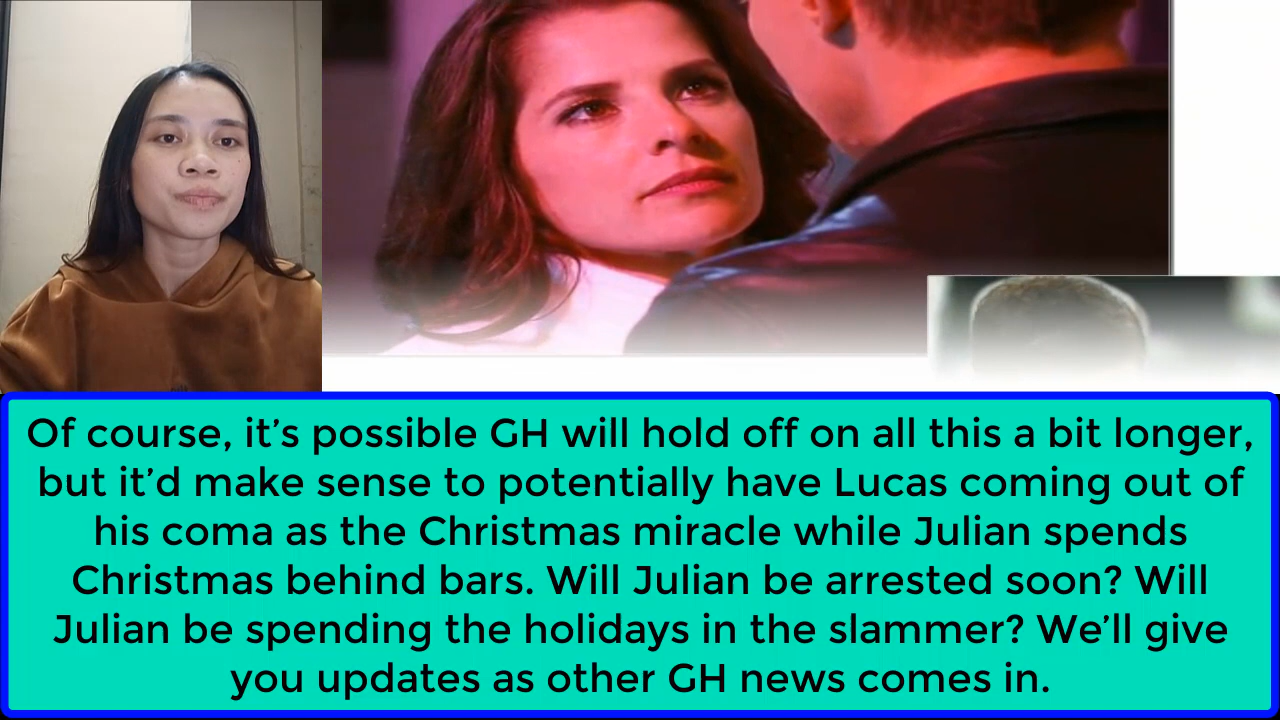 Of course, it’s possible GH will hold off on all this a bit longer,
but it’d make sense to potentially have Lucas coming out of
his coma as the Christmas miracle while Julian spends
Christmas behind bars. Will Julian be arrested soon? Will
Julian be spending the holidays in the slammer? We’ll give
you updates as other GH news comes in.